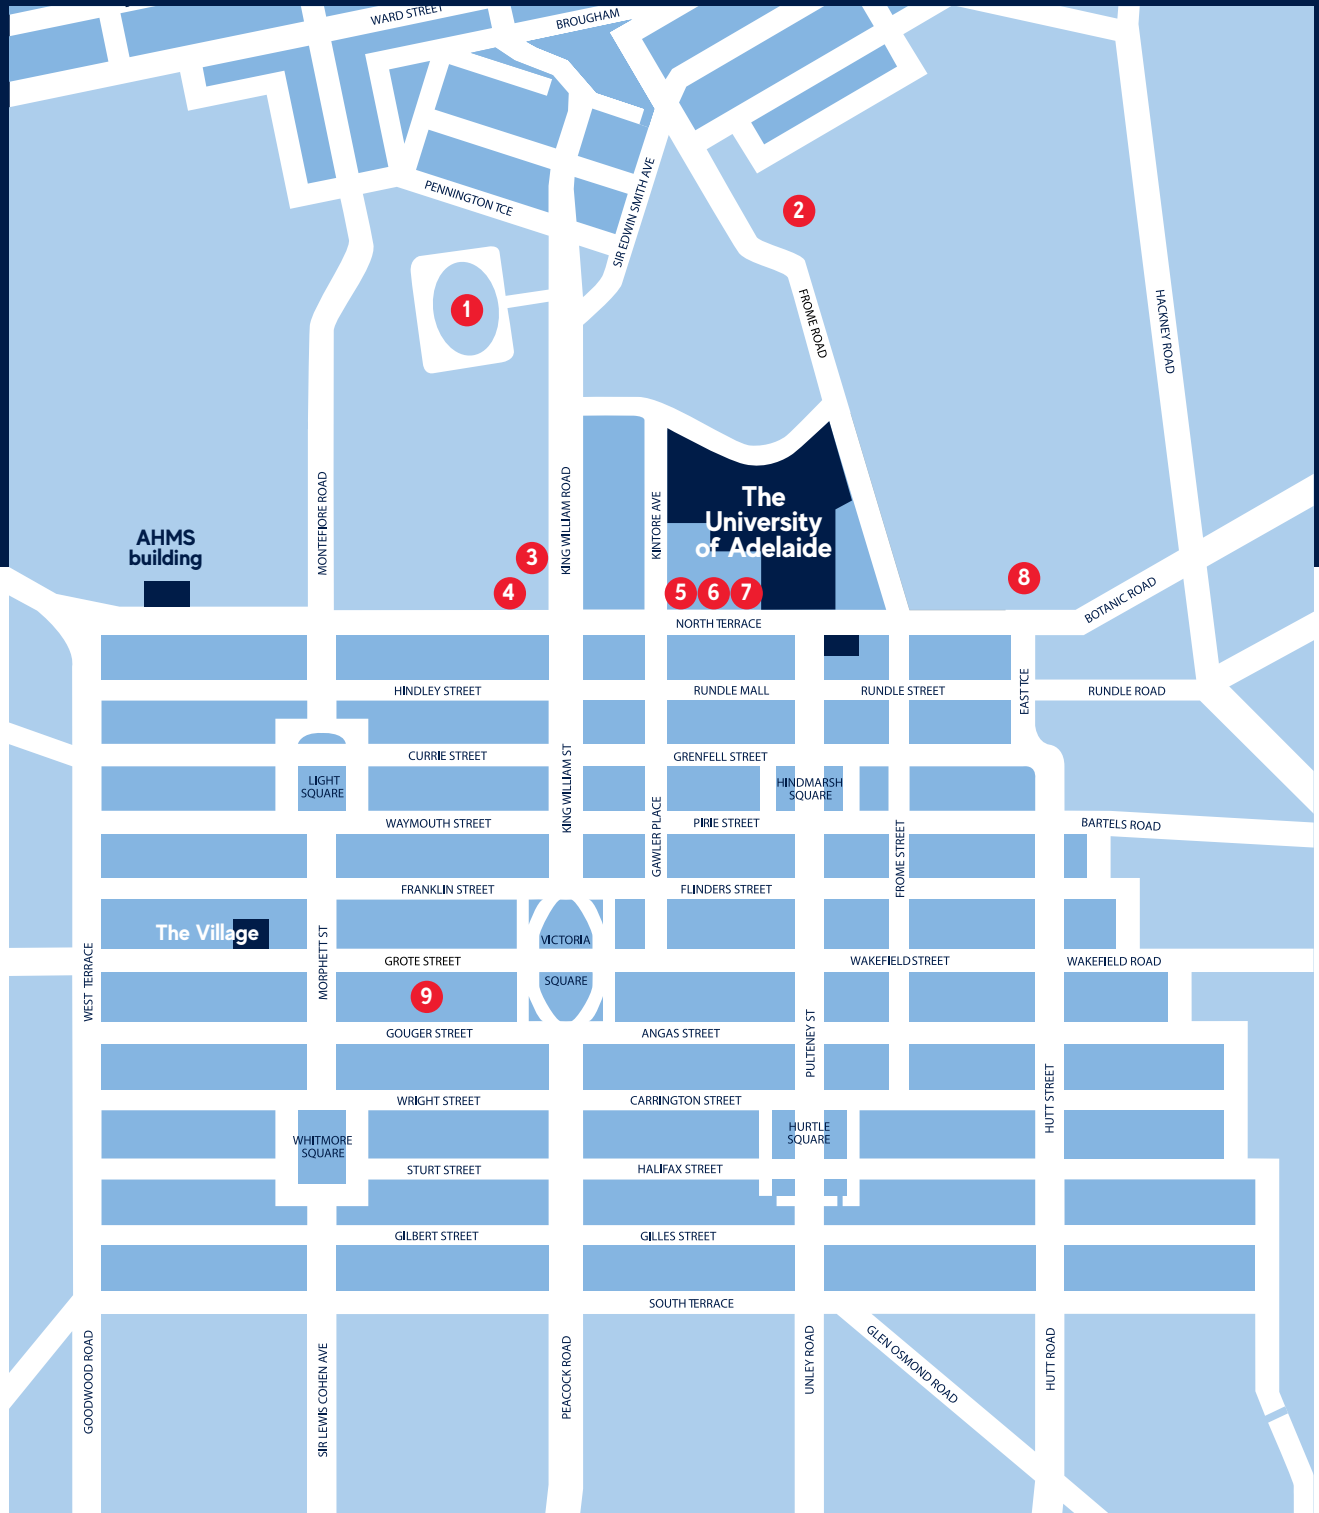 WARD STREET
BROUGHAM
PENNINGTON TCE
SIR EDWIN SMITH AVE
2
1
FROME ROAD
HACKNEY ROAD
MONTEFIORE ROAD
KING WILLIAM ROAD
KINTORE AVE
The
University
of Adelaide
AHMS
building
3
4
5
6
7
8
NORTH TERRACE
BOTANIC ROAD
HINDLEY STREET
RUNDLE MALL
RUNDLE STREET
EAST TCE
RUNDLE ROAD
CURRIE STREET
KING WILLIAM ST
GRENFELL STREET
LIGHT
SQUARE
HINDMARSH
SQUARE
WAYMOUTH STREET
GAWLER PLACE
PIRIE STREET
FROME STREET
BARTELS ROAD
FRANKLIN STREET
FLINDERS STREET
The Village
VICTORIA
SQUARE
WEST TERRACE
MORPHETT ST
GROTE STREET
WAKEFIELD STREET
WAKEFIELD ROAD
9
GOUGER STREET
ANGAS STREET
PULTENEY ST
WRIGHT STREET
CARRINGTON STREET
HUTT STREET
WHITMORE
SQUARE
HURTLE
SQUARE
STURT STREET
HALIFAX STREET
GILBERT STREET
GILLES STREET
SOUTH TERRACE
GOODWOOD ROAD
SIR LEWIS COHEN AVE
PEACOCK ROAD
UNLEY ROAD
GLEN OSMOND ROAD
HUTT ROAD